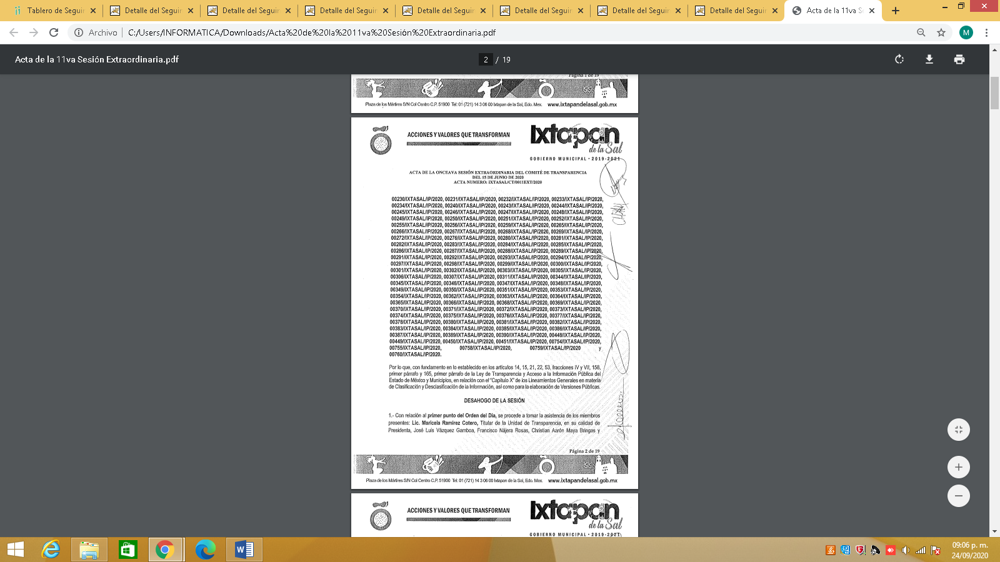 Tablero de Seguir
Detalle del Seguir
Detalle del Seguir
Detalle del Seguir
Detalle del Seguir
Detalle del Seguir
Detalle del Seguir
Detalle del Seguir
Acta de la 11va Se
Archivo
C:/Users/INFORMATICA/Downloads/Acta%20de%20la%2011va%20Sesión%20Extraordinaria.pdf
M
Acta de la 11va Sesión Extraordinaria.pdf
2 / 19
Página 1 de 19
Plaza de los Mártires S/N Col Centro C.P. 51900 Tel: 01 (721) 14 3 06 00 Ixtapan de la Sal, Edo. Mex. www.ixtapandelasal.gob.mx
ACCIONES Y VALORES QUE TRANSFORMAN
Ixtapan
de la Sal
GOBIERNO MUNICIPAL • 2019-2021
ACTA DE LA ONCEAVA SESIÓN EXTRAORDINARIA DEL COMITÉ DE TRANSPARENCIA
DEL 15 DE JUNIO DE 2020
ACTA NUMERO: IXTASAL/CT/0011EXT/2020
00230/IXTASAL/IP/2020, 00231/IXTASAL/IP/2020, 00232/IXTASAL/IP/2020, 00233/IXTASAL/IP/2020,
00234/IXTASAL/IP/2020, 00240/IXTASAL/IP/2020, 00243/IXTASAL/IP/2020, 00244/IXTASAL/IP/2020,
00245/IXTASAL/IP/2020, 00246/IXTASAL/IP/2020, 00247/IXTASAL/IP/2020, 00248/IXTASAL/IP/2020,
00249/IXTASAL/IP/2020, 00250/IXTASAL/IP/2020, 00251/IXTASAL/IP/2020, 00252/IXTASAL/IP/2020,
00255/IXTASAL/IP/2020, 00256/IXTASAL/IP/2020, 00259/IXTASAL/IP/2020, 00265/IXTASAL/IP/2020,
00266/IXTASAL/IP/2020, 00267/IXTASAL/IP/2020, 00268/IXTASAL/IP/2020, 00269/IXTASAL/IP/2020,
00272/IXTASAL/IP/2020, 00276/IXTASAL/IP/2020, 00280/IXTASAL/IP/2020, 00281/IXTASAL/IP/2020,
00282/IXTASAL/IP/2020, 00283/IXTASAL/IP/2020, 00284/IXTASAL/IP/2020, 00285/IXTASAL/IP/2020,
00286/IXTASAL/IP/2020, 00287/IXTASAL/IP/2020, 00288/IXTASAL/IP/2020, 00289/IXTASAL/IP/2020,
00291/IXTASAL/IP/2020, 00292/IXTASAL/IP/2020, 00293/IXTASAL/IP/2020, 00294/IXTASAL/IP/2020,
00297/IXTASAL/IP/2020, 00298/IXTASAL/IP/2020, 00299/IXTASAL/IP/2020, 00300/IXTASAL/IP/2020,
00301/IXTASAL/IP/2020, 00302/IXTASAL/IP/2020, 00303/IXTASAL/IP/2020, 00305/IXTASAL/IP/2020,
00306/IXTASAL/IP/2020, 00307/IXTASAL/IP/2020, 00311/IXTASAL/IP/2020, 00344/IXTASAL/IP/2020,
00345/IXTASAL/IP/2020, 00346/IXTASAL/IP/2020, 00347/IXTASAL/IP/2020, 00348/IXTASAL/IP/2020,
00349/IXTASAL/IP/2020, 00350/IXTASAL/IP/2020, 00351/IXTASAL/IP/2020, 00353/IXTASAL/IP/2020,
00354/IXTASAL/IP/2020, 00362/IXTASAL/IP/2020, 00363/IXTASAL/IP/2020, 00364/IXTASAL/IP/2020,
00365/IXTASAL/IP/2020, 00366/IXTASAL/IP/2020, 00368/IXTASAL/IP/2020, 00369/IXTASAL/IP/2020,
00370/IXTASAL/IP/2020, 00371/IXTASAL/IP/2020, 00372/IXTASAL/IP/2020, 00373/IXTASAL/IP/2020,
00374/IXTASAL/IP/2020, 00375/IXTASAL/IP/2020, 00376/IXTASAL/IP/2020, 00377/IXTASAL/IP/2020,
00378/IXTASAL/IP/2020, 00380/IXTASAL/IP/2020, 00381/IXTASAL/IP/2020, 00382/IXTASAL/IP/2020,
00383/IXTASAL/IP/2020, 00384/IXTASAL/IP/2020, 00385/IXTASAL/IP/2020, 00386/IXTASAL/IP/2020,
00387/IXTASAL/IP/2020, 00389/IXTASAL/IP/2020, 00390/IXTASAL/IP/2020, 00448/IXTASAL/IP/2020,
00449/IXTASAL/IP/2020, 00450/IXTASAL/IP/2020, 00451/IXTASAL/IP/2020, 00754/IXTASAL/IP/2020,
00755/IXTASAL/IP/2020, 00758/IXTASAL/IP/2020, 00759/IXTASAL/IP/2020 y
00760/IXTASAL/IP/2020.
Por lo que, con fundamento en lo establecido en los artículos 14, 15, 21, 22, 53, fracciones IV y VII, 158,
primer párrafo y 165, primer párrafo de la Ley de Transparencia y Acceso a la Información Pública del
Estado de México y Municipios, en relación con el "Capítulo X" de los Lineamientos Generales en materia
de Clasificación y Desclasificación de la Información, así como para la elaboración de Versiones Públicas.
DESAHOGO DE LA SESIÓN
1.- Con relación al primer punto del Orden del Día, se procede a tomar la asistencia de los miembros
presentes: Lic. Maricela Ramírez Cotero, Titular de la Unidad de Transparencia, en su calidad de
Presidenta, José Luís Vázquez Gamboa, Francisco Nájera Rosas, Christian Aarón Maya Bringas y
Página 2 de 19
Plaza de los Mártires S/N Col Centro C.P. 51900 Tel: 01 (721) 14 3 06 00 Ixtapan de la Sal, Edo. Mex. www.ixtapandelasal.gob.mx
ACCIONES Y VALORES QUE TRANSFORMAN
Ixtapan
de la Sal
GOBIERNO MUNICIPAL • 2019-2021
09:06 p. m.
24/09/2020